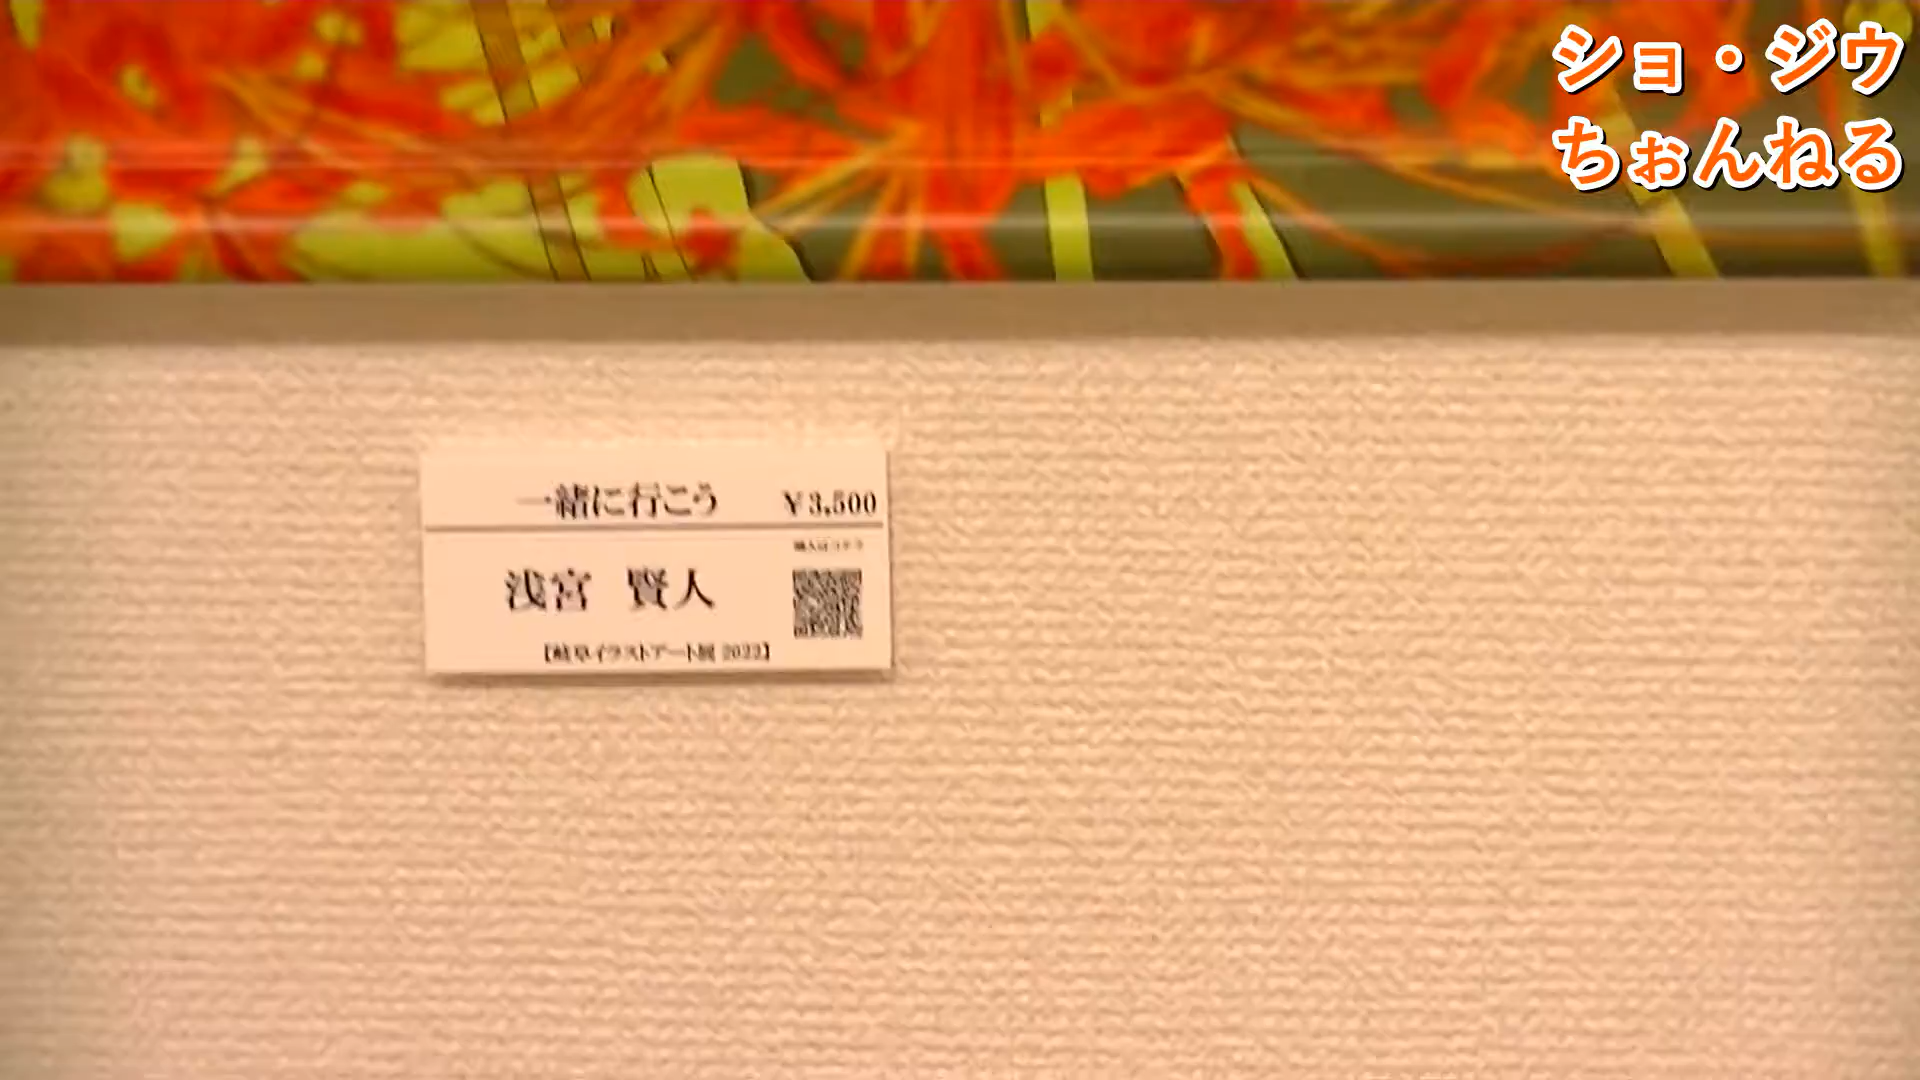 ショ・ジウ
ちぉんねる
一緒に行こう ¥3,500
浅宮 賢人
【岐阜イラストアート展 2022】